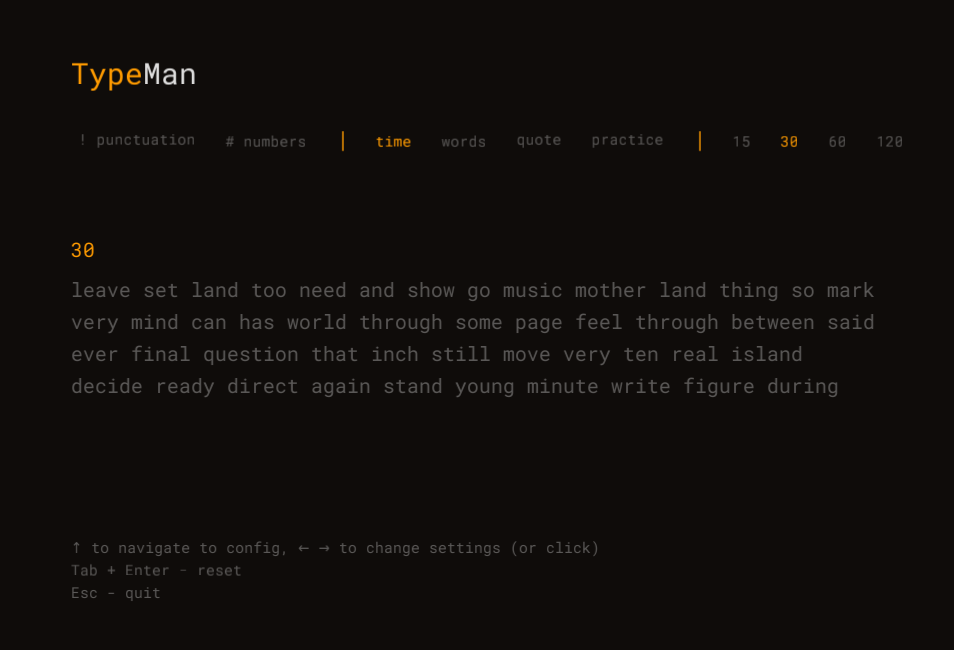 TypeMan
! punctuation # numbers | time words quote practice | 15 30 60 120
30
leave set land too need and show go music mother land thing so mark
very mind can has world through some page feel through between said
ever final question that inch still move very ten real island
decide ready direct again stand young minute write figure during
↑ to navigate to config, ← → to change settings (or click)
Tab + Enter - reset
Esc - quit